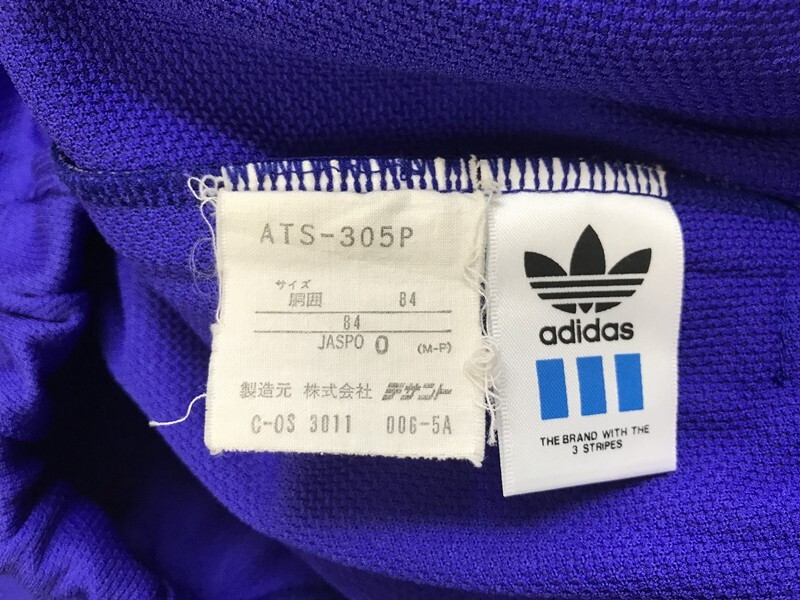 ATS-305P
サイズ
胴囲 84
84
JASPO O (M-P)
製造元 株式会社 デサント
C-OS 3011 006-5A
adidas
THE BRAND WITH THE
3 STRIPES